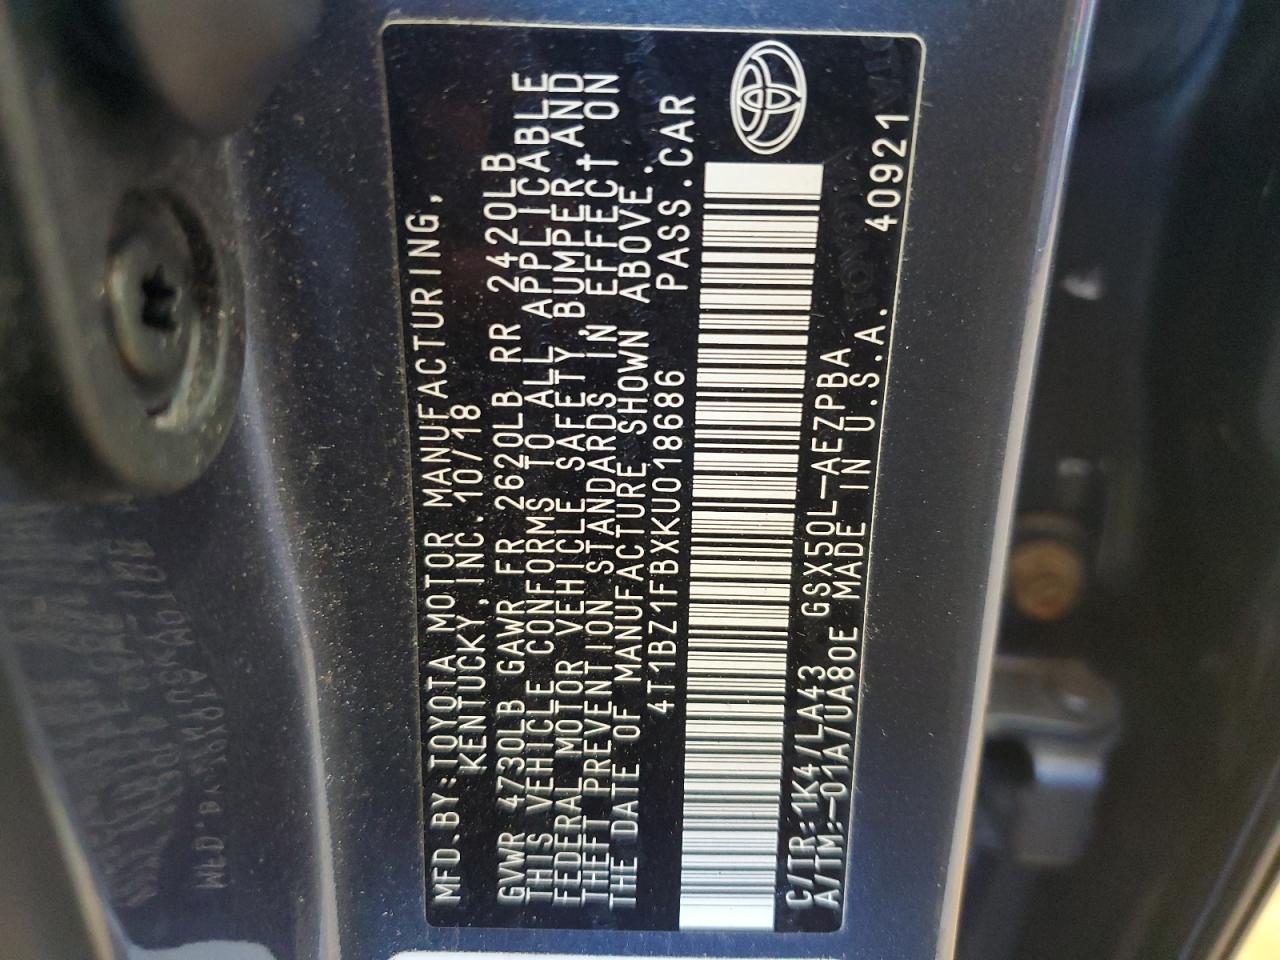 MFD.BY:TOYOTA MOTOR MANUFACTURING,
KENTUCKY,INC. 10/18
GVWR 4730LB GAWR FR 2620LB RR 2420LB
THIS VEHICLE CONFORMS TO ALL APPLICABLE
FEDERAL MOTOR VEHICLE SAFETY,BUMPER,AND
THEFT PREVENTION STANDARDS IN EFFECT ON
THE DATE OF MANUFACTURE SHOWN ABOVE.
4T1BZ1FBXKU018686 PASS.CAR
C/TR:1K4/LA43 GSX50L-AEZPBA
A/TM:-01A/UA80E MADE IN U.S.A. 40921